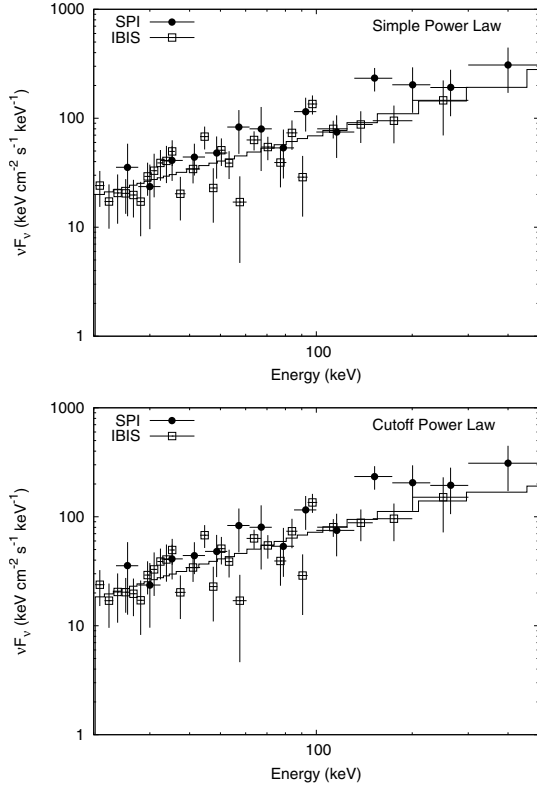 1000
SPI
IBIS
Simple Power Law
100
10
1
νFν (keV cm-2 s-1 keV-1)
100
Energy (keV)
1000
SPI
IBIS
Cutoff Power Law
100
10
1
νFν (keV cm-2 s-1 keV-1)
100
Energy (keV)